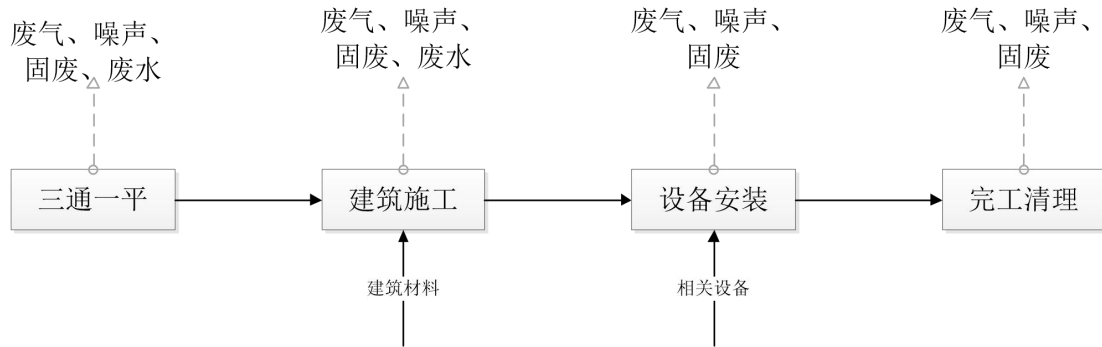 废气、噪声、
固废、废水
废气、噪声、
固废、废水
废气、噪声、
固废
废气、噪声、
固废
三通一平
建筑施工
设备安装
完工清理
建筑材料
相关设备